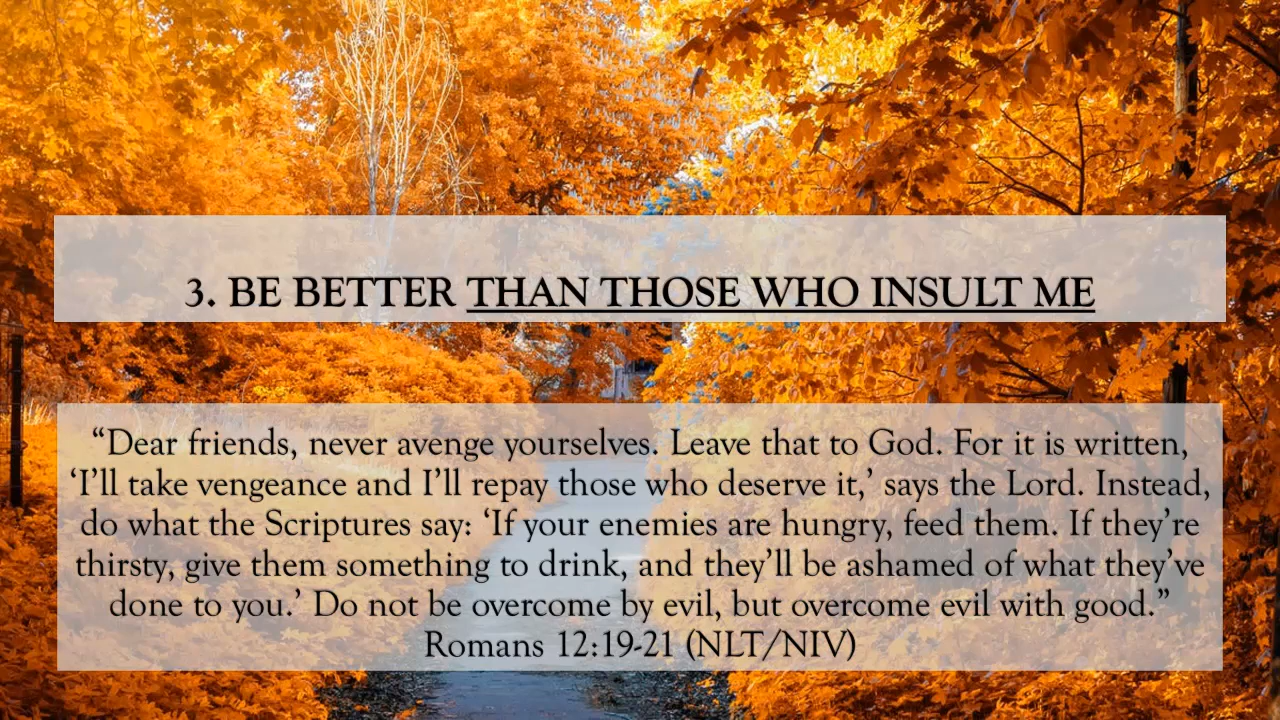 3. BE BETTER THAN THOSE WHO INSULT ME
“Dear friends, never avenge yourselves. Leave that to God. For it is written,
‘I’ll take vengeance and I’ll repay those who deserve it,’ says the Lord. Instead,
do what the Scriptures say: ‘If your enemies are hungry, feed them. If they’re
thirsty, give them something to drink, and they’ll be ashamed of what they’ve
done to you.’ Do not be overcome by evil, but overcome evil with good.”
Romans 12:19-21 (NLT/NIV)